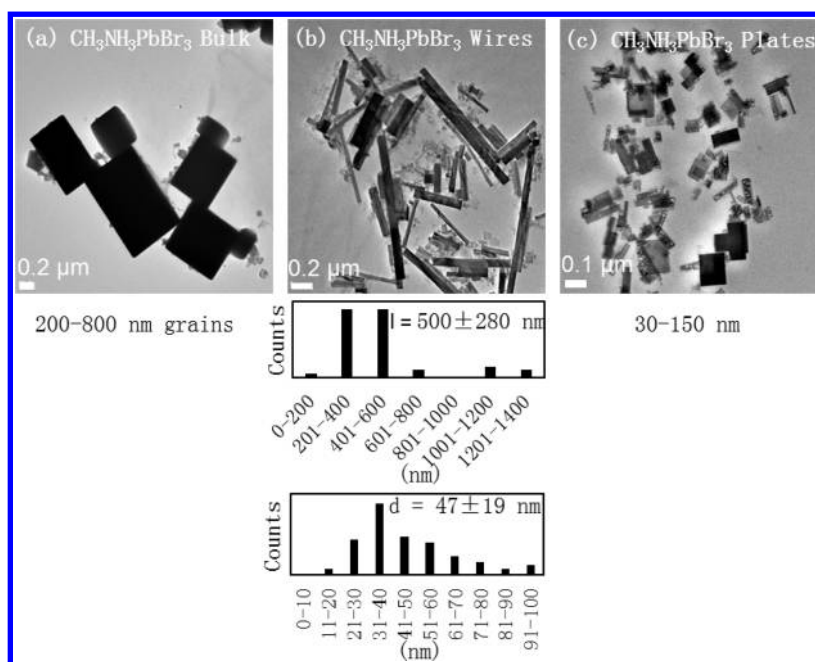 (a) CH3NH3PbBr3 Bulk
(b) CH3NH3PbBr3 Wires
(c) CH3NH3PbBr3 Plates
0.2 μm
0.2 μm
0.1 μm
200-800 nm grains
30-150 nm
Counts
l = 500±280 nm
0-200
201-400
401-600
601-800
801-1000
1001-1200
1201-1400
(nm)
Counts
d = 47±19 nm
0-10
11-20
21-30
31-40
41-50
51-60
61-70
71-80
81-90
91-100
(nm)